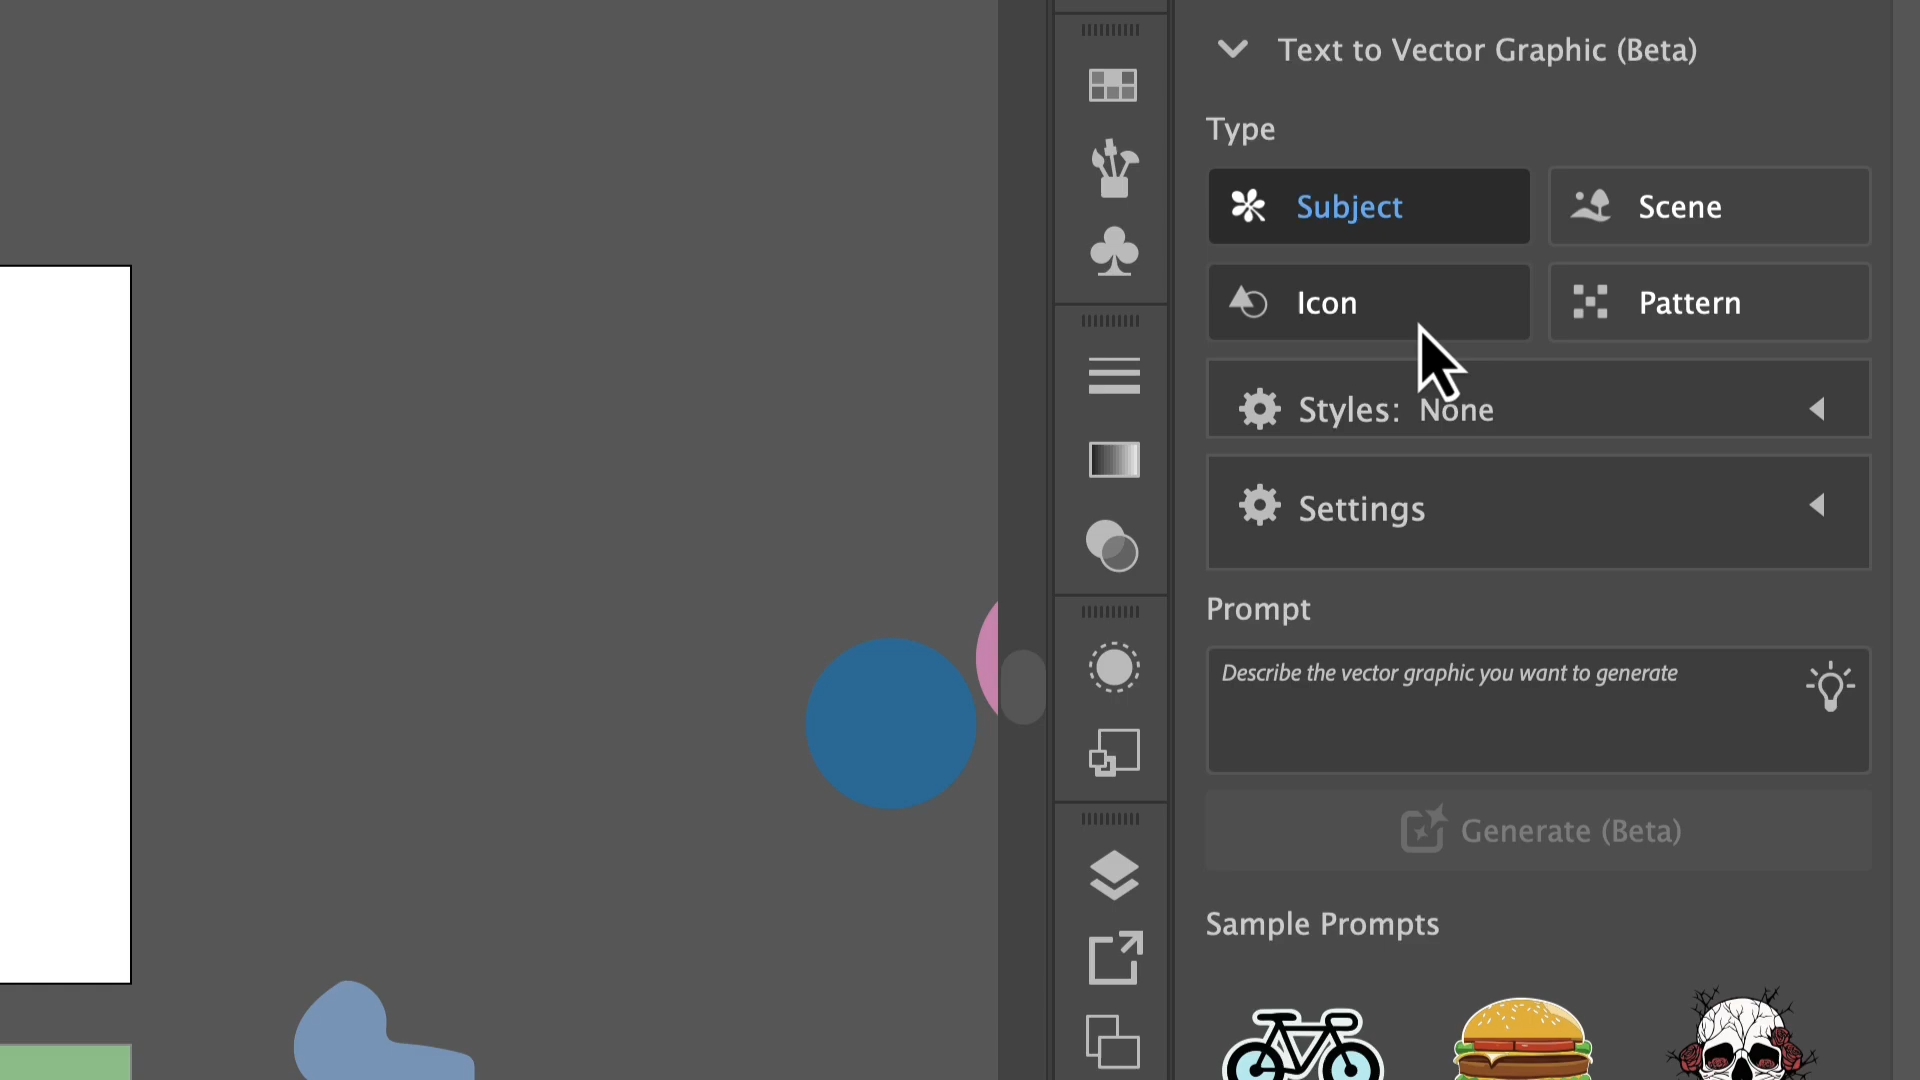 Text to Vector Graphic (Beta)
Type
Subject
Scene
Icon
Pattern
Styles: None
Settings
Prompt
Describe the vector graphic you want to generate
Generate (Beta)
Sample Prompts